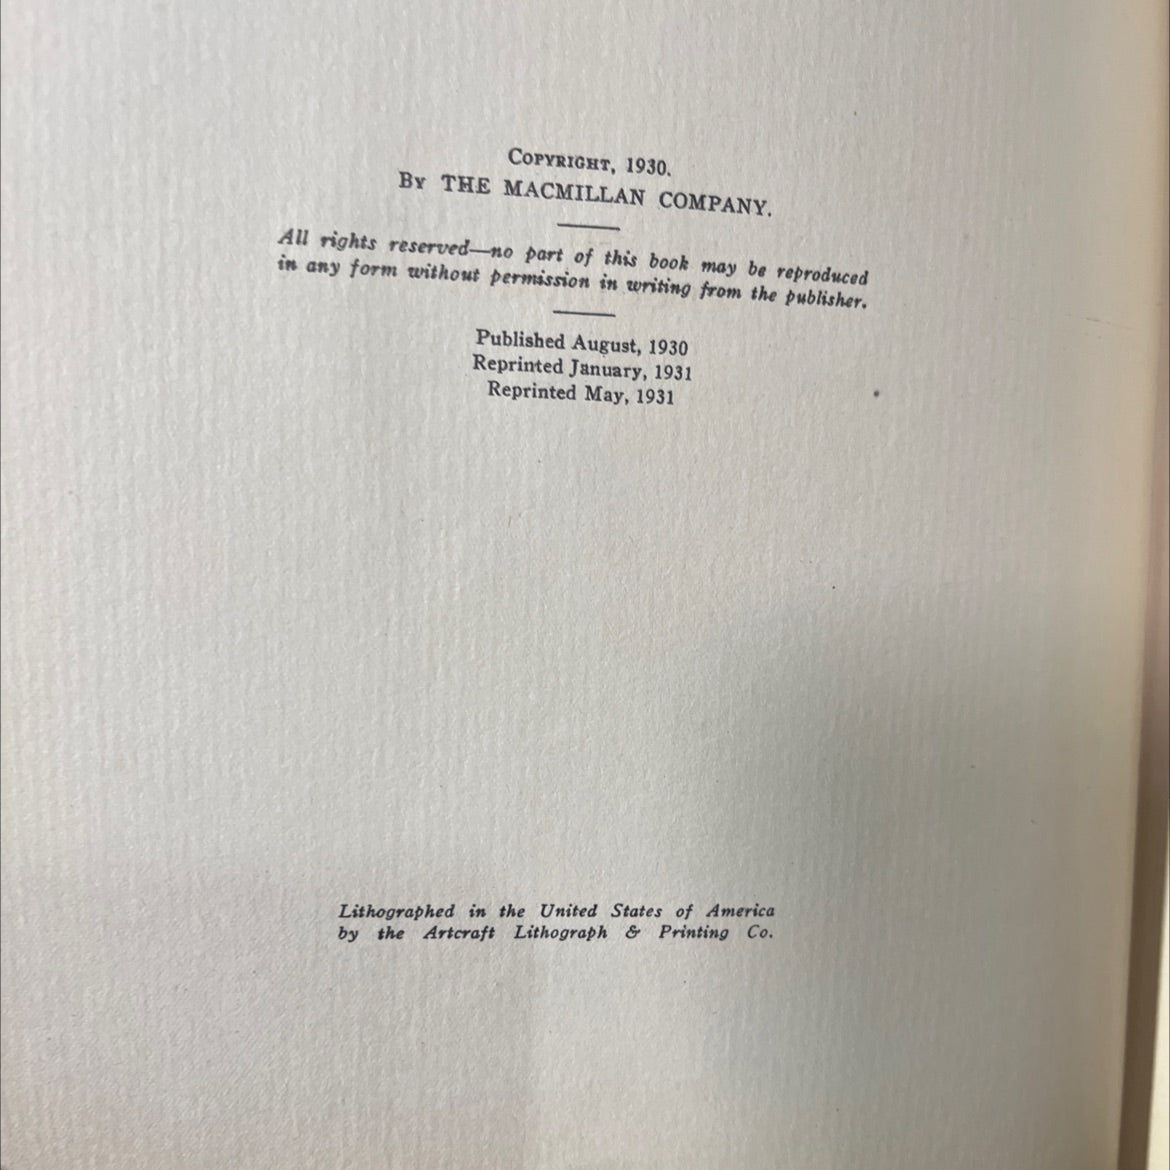 COPYRIGHT, 1930.
BY THE MACMILLAN COMPANY.
All rights reserved—no part of this book may be reproduced
in any form without permission in writing from the publisher.
Published August, 1930
Reprinted January, 1931
Reprinted May, 1931
Lithographed in the United States of America
by the Artcraft Lithograph & Printing Co.